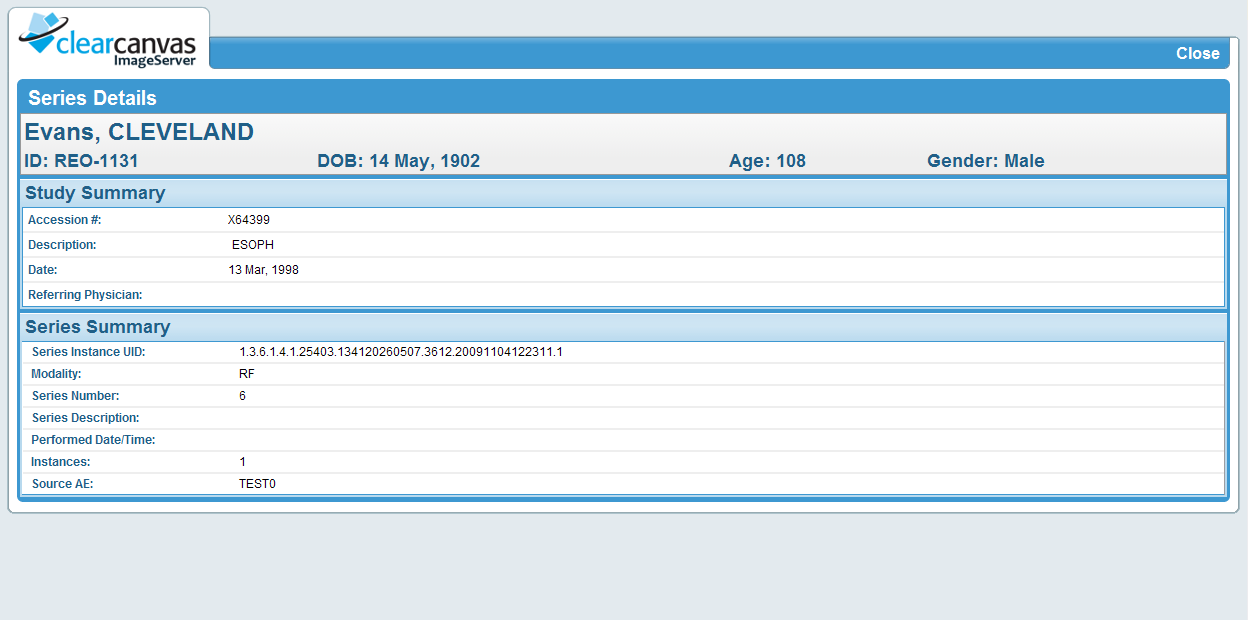 clearcanvas
ImageServer
Close
Series Details
Evans, CLEVELAND
ID: REO-1131 DOB: 14 May, 1902 Age: 108 Gender: Male
Study Summary
Accession #: X64399
Description: ESOPH
Date: 13 Mar, 1998
Referring Physician:
Series Summary
Series Instance UID: 1.3.6.1.4.1.25403.134120260507.3612.20091104122311.1
Modality: RF
Series Number: 6
Series Description:
Performed Date/Time:
Instances: 1
Source AE: TEST0